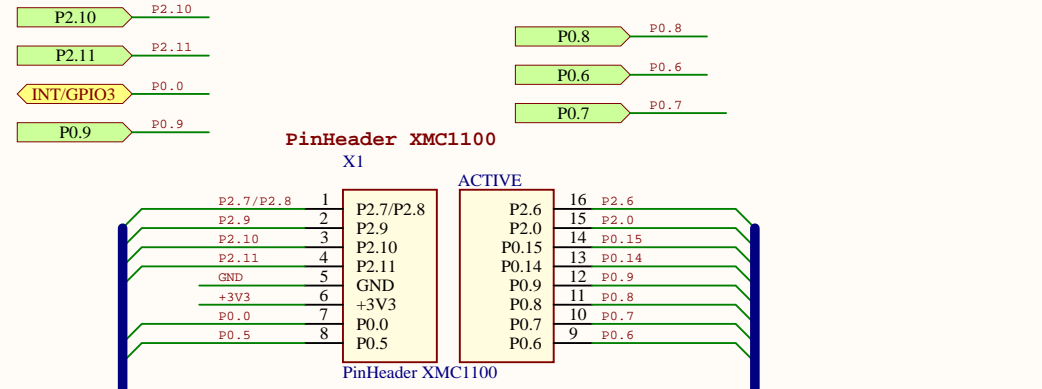 P2.10 P2.10
P2.11 P2.11
INT/GPIO3 P0.0
P0.9 P0.9
P0.8 P0.8
P0.6 P0.6
P0.7 P0.7
PinHeader XMC1100
X1
ACTIVE
P2.7/P2.8 1 P2.7/P2.8 P2.6 16 P2.6
P2.9 2 P2.9 P2.0 15 P2.0
P2.10 3 P2.10 P0.15 14 P0.15
P2.11 4 P2.11 P0.14 13 P0.14
GND 5 GND P0.9 12 P0.9
+3V3 6 +3V3 P0.8 11 P0.8
P0.0 7 P0.0 P0.7 10 P0.7
P0.5 8 P0.5 P0.6 9 P0.6
PinHeader XMC1100